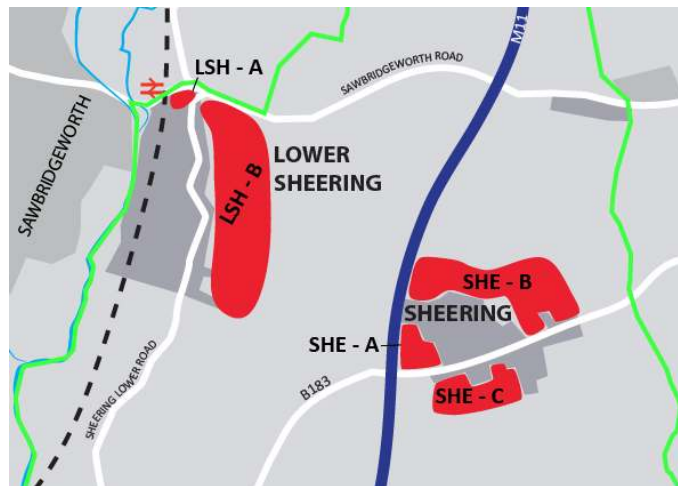 M11
LSH - A
SAWBRIDGEWORTH ROAD
SAWBRIDGEWORTH
LOWER
SHEERING
LSH - B
SHE - B
SHEERING
SHE - A
B183
SHE - C
SHEERING LOWER ROAD